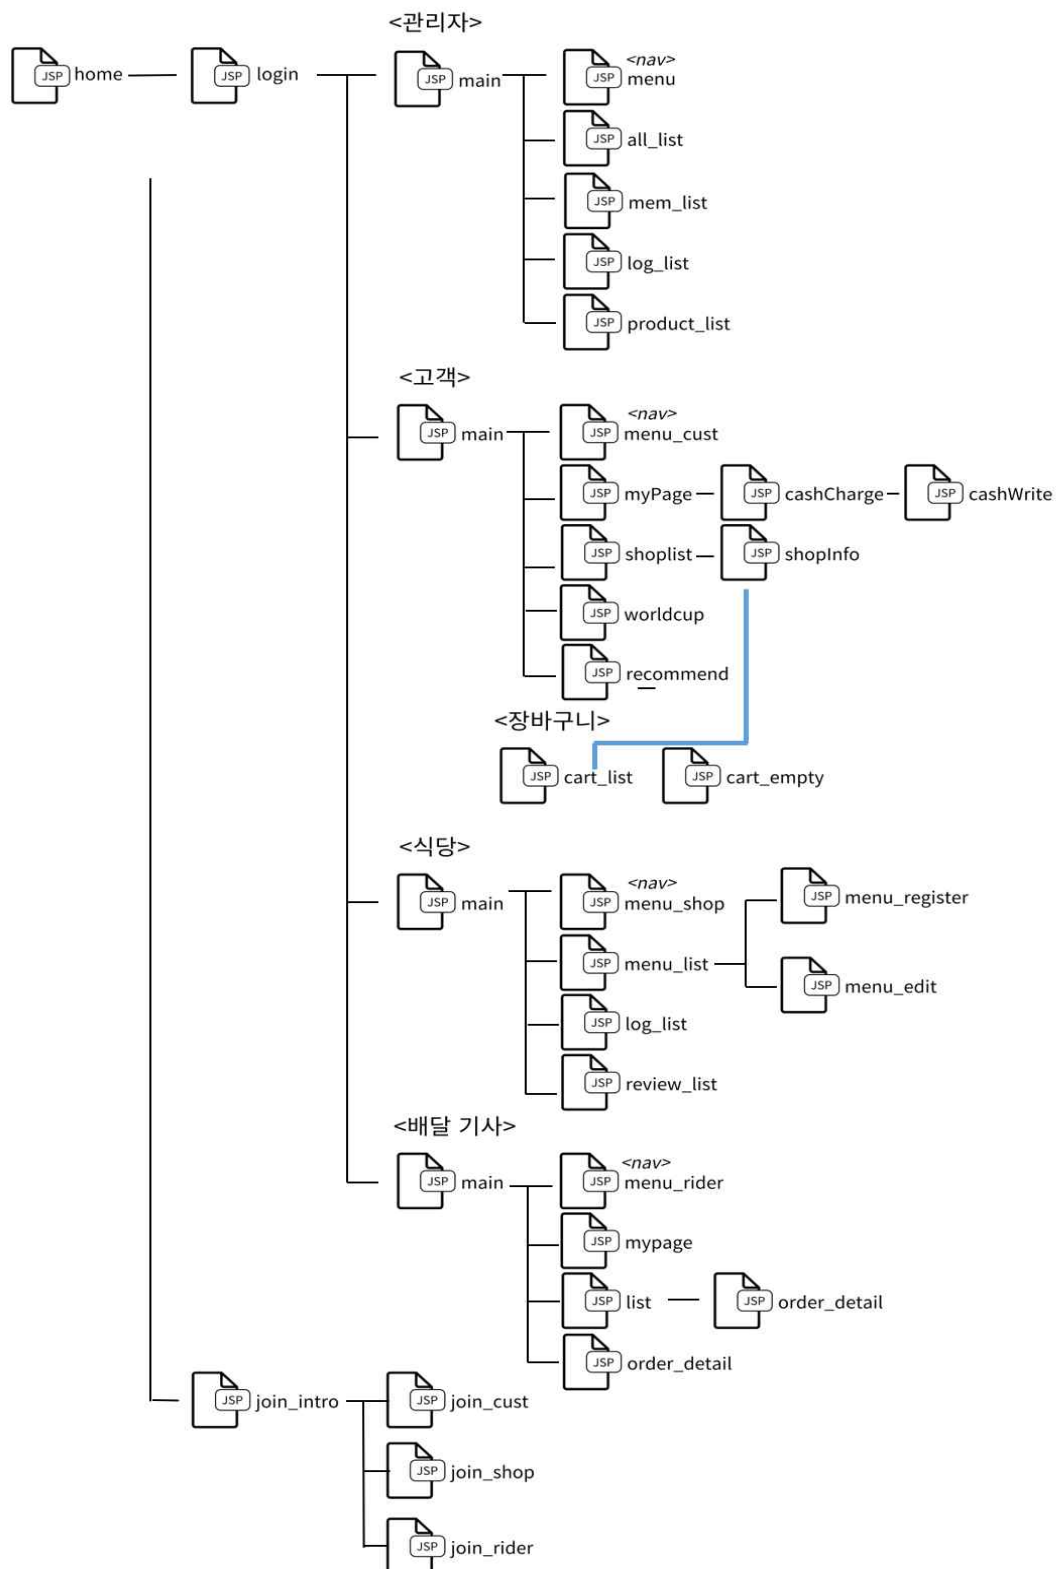 <관리자>
JSP home
JSP login
JSP main
<nav>
JSP menu
JSP all_list
JSP mem_list
JSP log_list
JSP product_list
<고객>
JSP main
<nav>
JSP menu_cust
JSP myPage
JSP cashCharge
JSP cashWrite
JSP shoplist
JSP shopInfo
JSP worldcup
JSP recommend
<장바구니>
JSP cart_list
JSP cart_empty
<식당>
JSP main
<nav>
JSP menu_shop
JSP menu_register
JSP menu_list
JSP menu_edit
JSP log_list
JSP review_list
<배달 기사>
JSP main
<nav>
JSP menu_rider
JSP mypage
JSP list
JSP order_detail
JSP order_detail
JSP join_intro
JSP join_cust
JSP join_shop
JSP join_rider